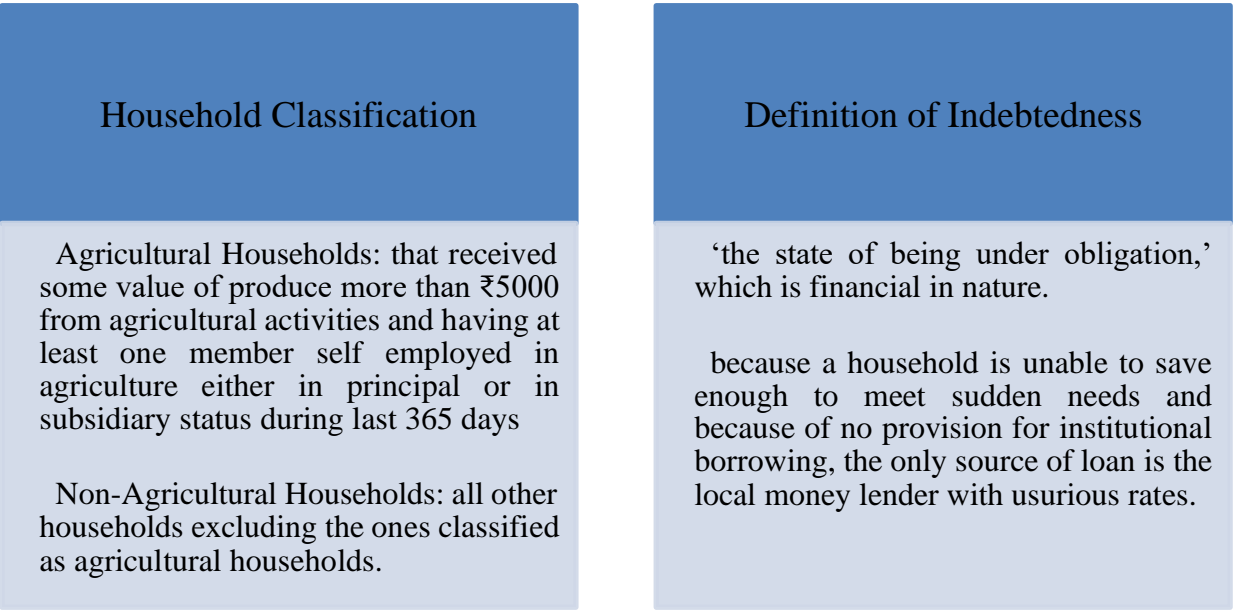 Household Classification
Agricultural Households: that received
some value of produce more than ₹5000
from agricultural activities and having at
least one member self employed in
agriculture either in principal or in
subsidiary status during last 365 days
Non-Agricultural Households: all other
households excluding the ones classified
as agricultural households.
Definition of Indebtedness
‘the state of being under obligation,’
which is financial in nature.
because a household is unable to save
enough to meet sudden needs and
because of no provision for institutional
borrowing, the only source of loan is the
local money lender with usurious rates.